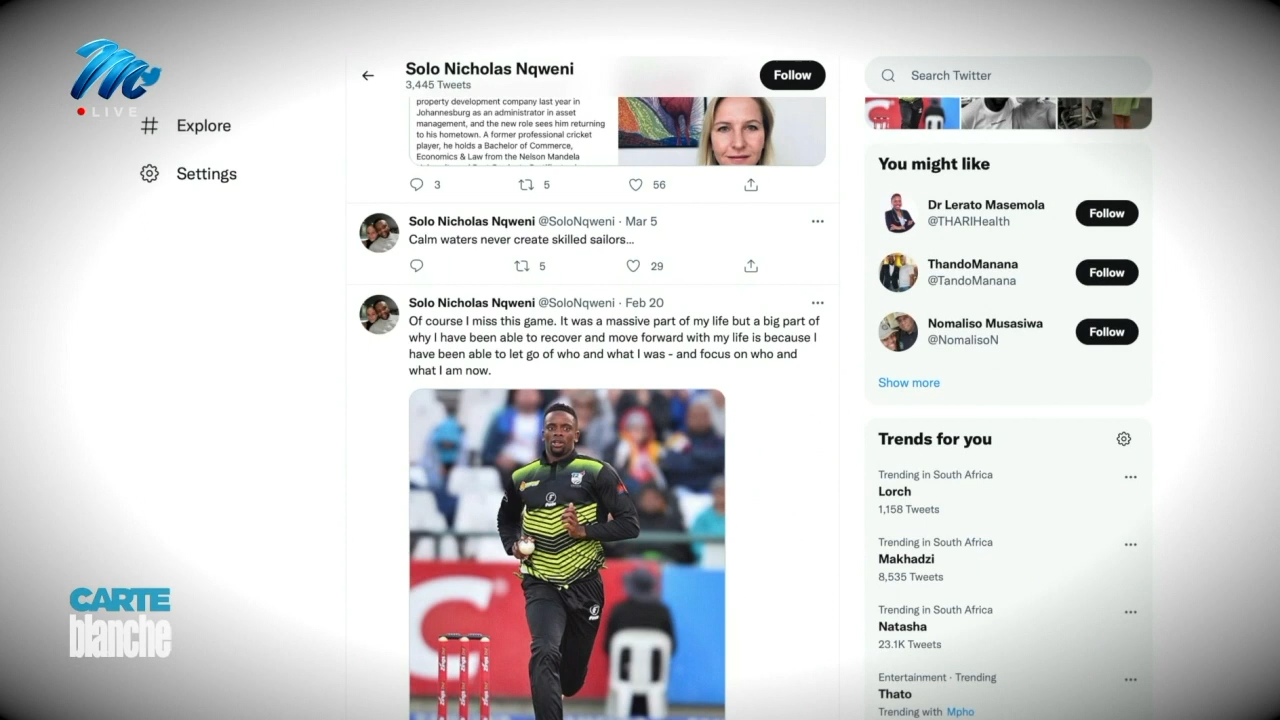 LIVE
Explore
Settings
CARTE
blanche
Solo Nicholas Nqweni
3,445 Tweets
Follow
property development company last year in
Johannesburg as an administrator in asset
management, and the new role sees him returning
to his hometown. A former professional cricket
player, he holds a Bachelor of Commerce,
Economics & Law from the Nelson Mandela
3
5
56
Solo Nicholas Nqweni @SoloNqweni · Mar 5
Calm waters never create skilled sailors...
5
29
Solo Nicholas Nqweni @SoloNqweni · Feb 20
Of course I miss this game. It was a massive part of my life but a big part of
why I have been able to recover and move forward with my life is because I
have been able to let go of who and what I was - and focus on who and
what I am now.
Search Twitter
You might like
Dr Lerato Masemola
@THARIHealth
Follow
ThandoManana
@TandoManana
Follow
Nomaliso Musasiwa
@NomalisoN
Follow
Show more
Trends for you
Trending in South Africa
Lorch
1,158 Tweets
Trending in South Africa
Makhadzi
8,535 Tweets
Trending in South Africa
Natasha
23.1K Tweets
Entertainment · Trending
Thato
Trending with Mpho